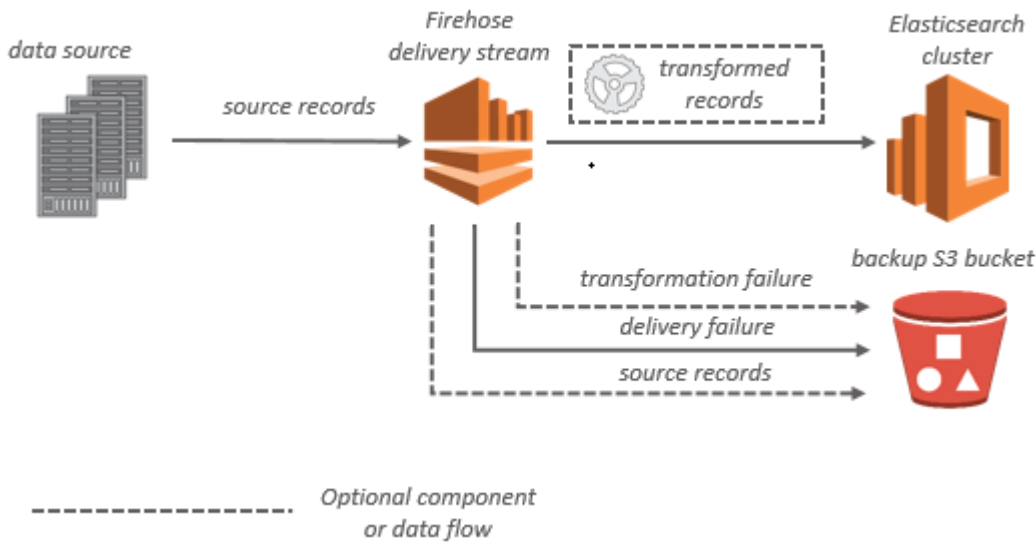 data source
source records
Firehose
delivery stream
transformed
records
Elasticsearch
cluster
backup S3 bucket
transformation failure
delivery failure
source records
Optional component
or data flow